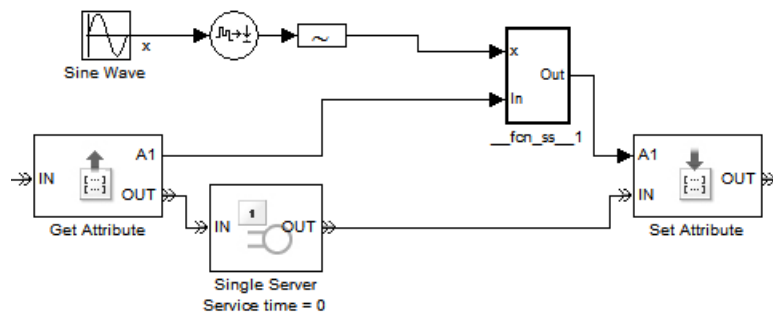 x
Sine Wave
~
x
Out
In
__fcn_ss__1
IN
A1
[...]
OUT
Get Attribute
IN
1
OUT
Single Server
Service time = 0
A1
IN
[...]
OUT
Set Attribute